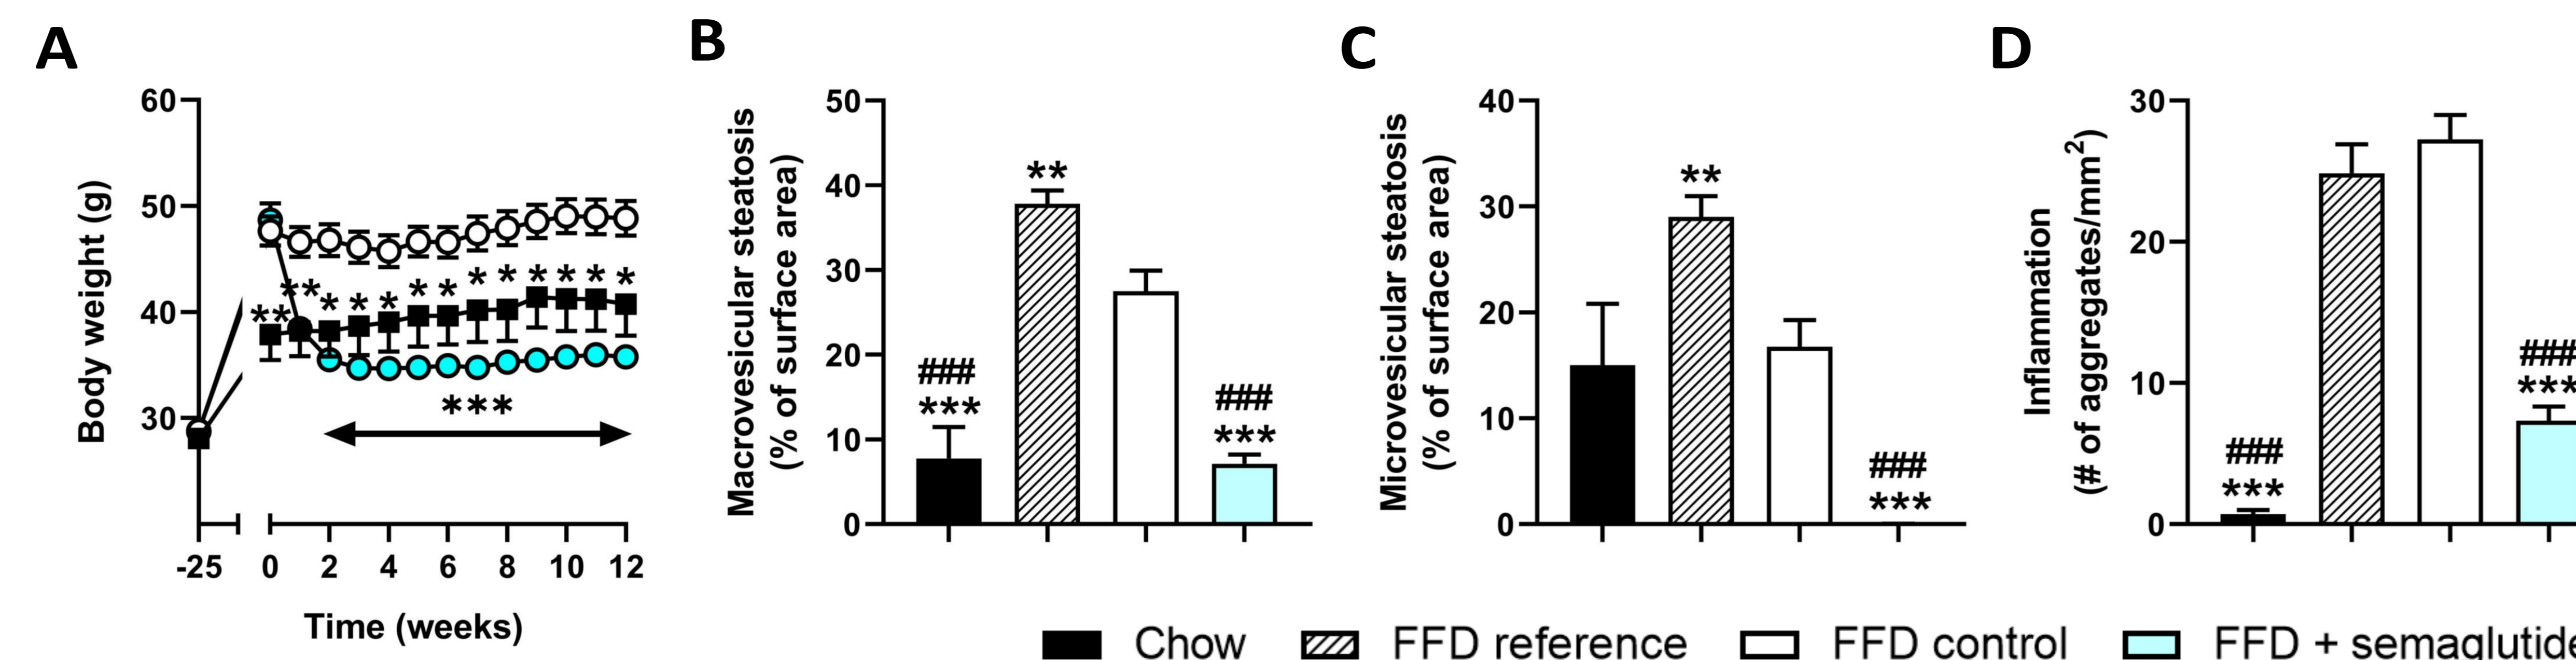 A
B
C
D
Body weight (g)
60
50
40
30
** ** * * * * * * * * * * *
***
-25 0 2 4 6 8 10 12
Time (weeks)
Macrovesicular steatosis
(% of surface area)
50
40
30
20
10
0
###
***
**
###
***
Microvesicular steatosis
(% of surface area)
40
30
20
10
0
**
###
***
Inflammation
(# of aggregates/mm²)
30
20
10
0
###
***
###
***
Chow FFD reference FFD control FFD + semaglutide